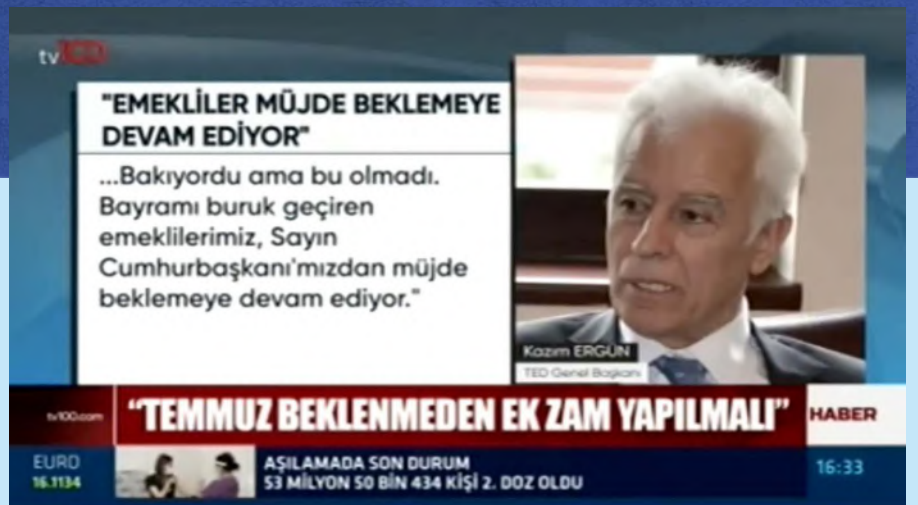 tv100
"EMEKLİLER MÜJDE BEKLEMEYE
DEVAM EDİYOR"
...Bakıyordu ama bu olmadı.
Bayramı buruk geçiren
emeklilerimiz, Sayın
Cumhurbaşkanı'mızdan müjde
beklemeye devam ediyor."
Kazım ERGÜN
TED Genel Başkanı
tv100.com
"TEMMUZ BEKLENMEDEN EK ZAM YAPILMALI"
HABER
EURO
16.1134
AŞILAMADA SON DURUM
53 MİLYON 50 BİN 434 KİŞİ 2. DOZ OLDU
16:33